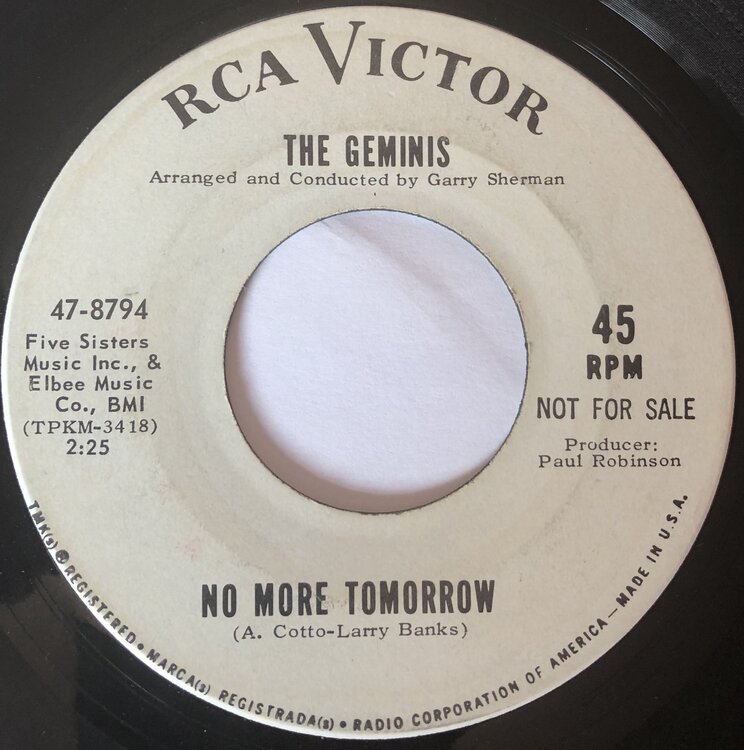 RCA VICTOR
THE GEMINIS
Arranged and Conducted by Garry Sherman
47-8794
Five Sisters
Music Inc., &
Elbee Music
Co., BMI
(TPKM-3418)
2:25
45
RPM
NOT FOR SALE
Producer:
Paul Robinson
NO MORE TOMORROW
(A. Cotto-Larry Banks)
TMK(s) ® REGISTERED • MARCA(s) REGISTRADA(s) • RADIO CORPORATION OF AMERICA — MADE IN U.S.A.